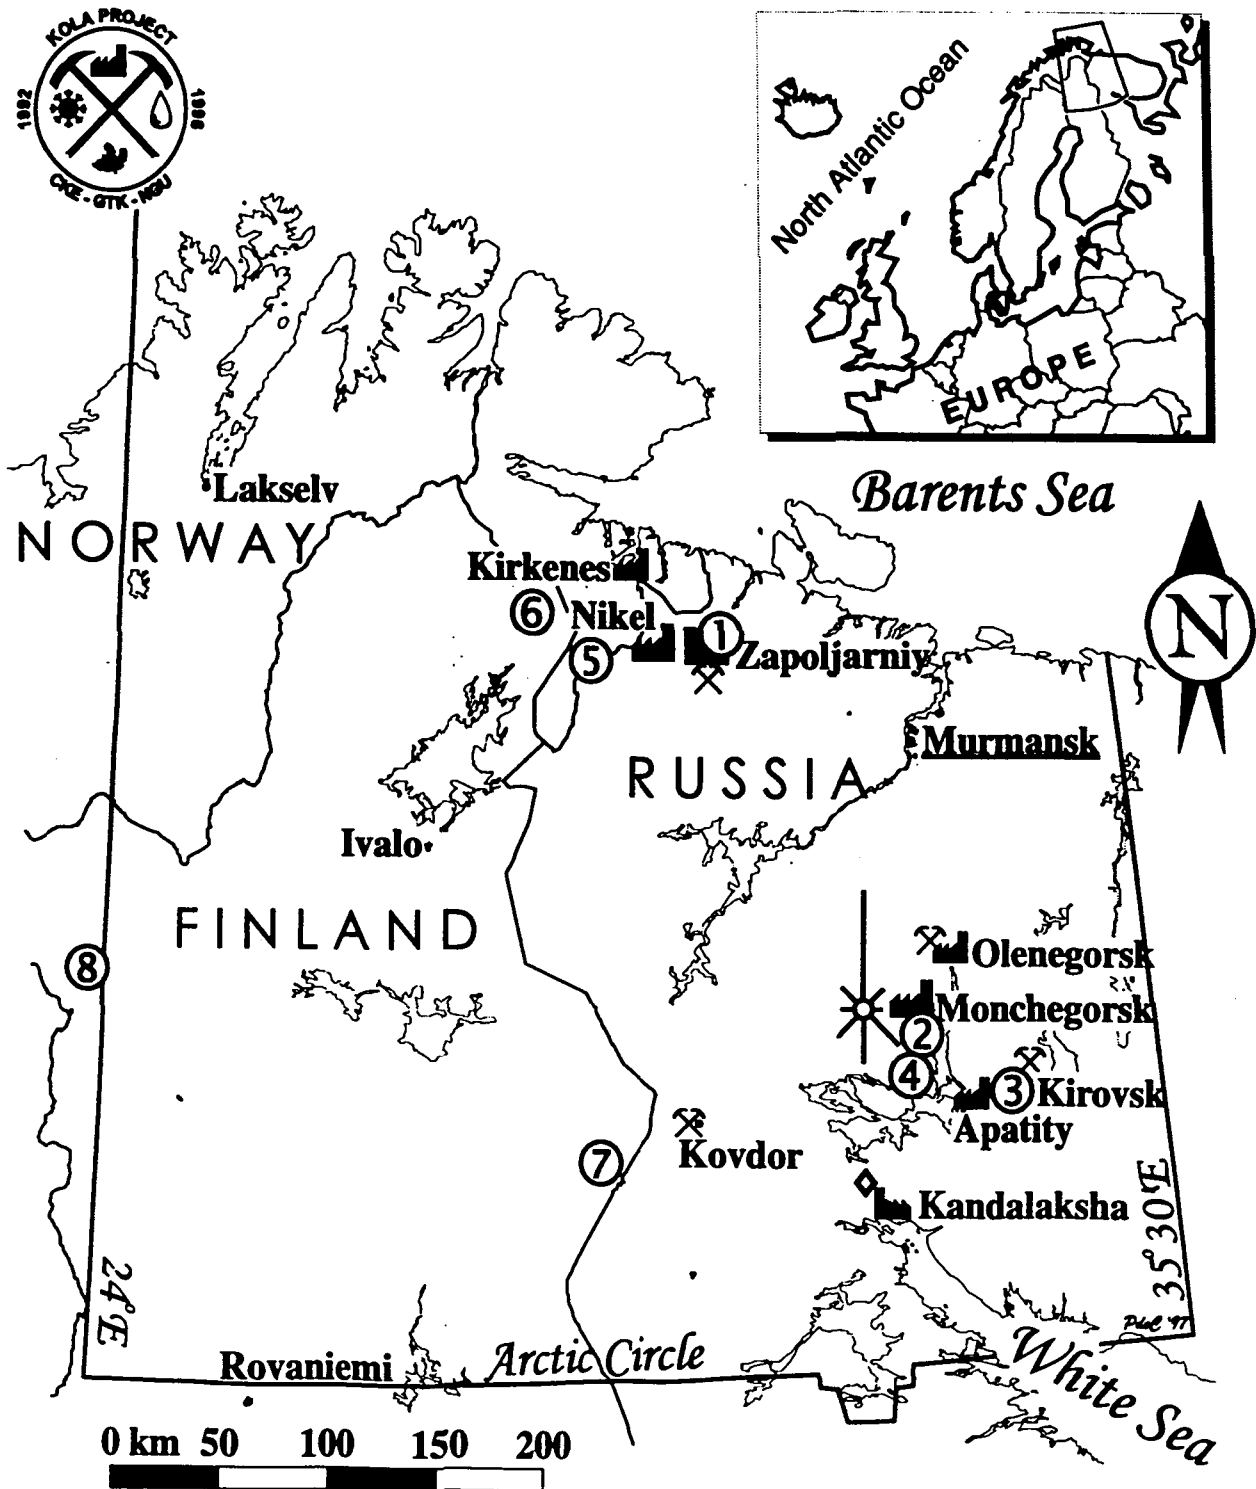 KOLA PROJECT
1992
1996
CKE - GTK - NGU
North Atlantic Ocean
EUROPE
Barents Sea
Lakselv
NORWAY
N
Kirkenes
6
Nikel
1
5
Zapoljarniy
Murmansk
RUSSIA
Ivalo
FINLAND
8
Olenegorsk
Monchegorsk
2
4
3
Kirovsk
Apatity
7
Kovdor
Kandalaksha
24°E
35°30'E
Rovaniemi
Arctic Circle
White Sea
0 km 50 100 150 200